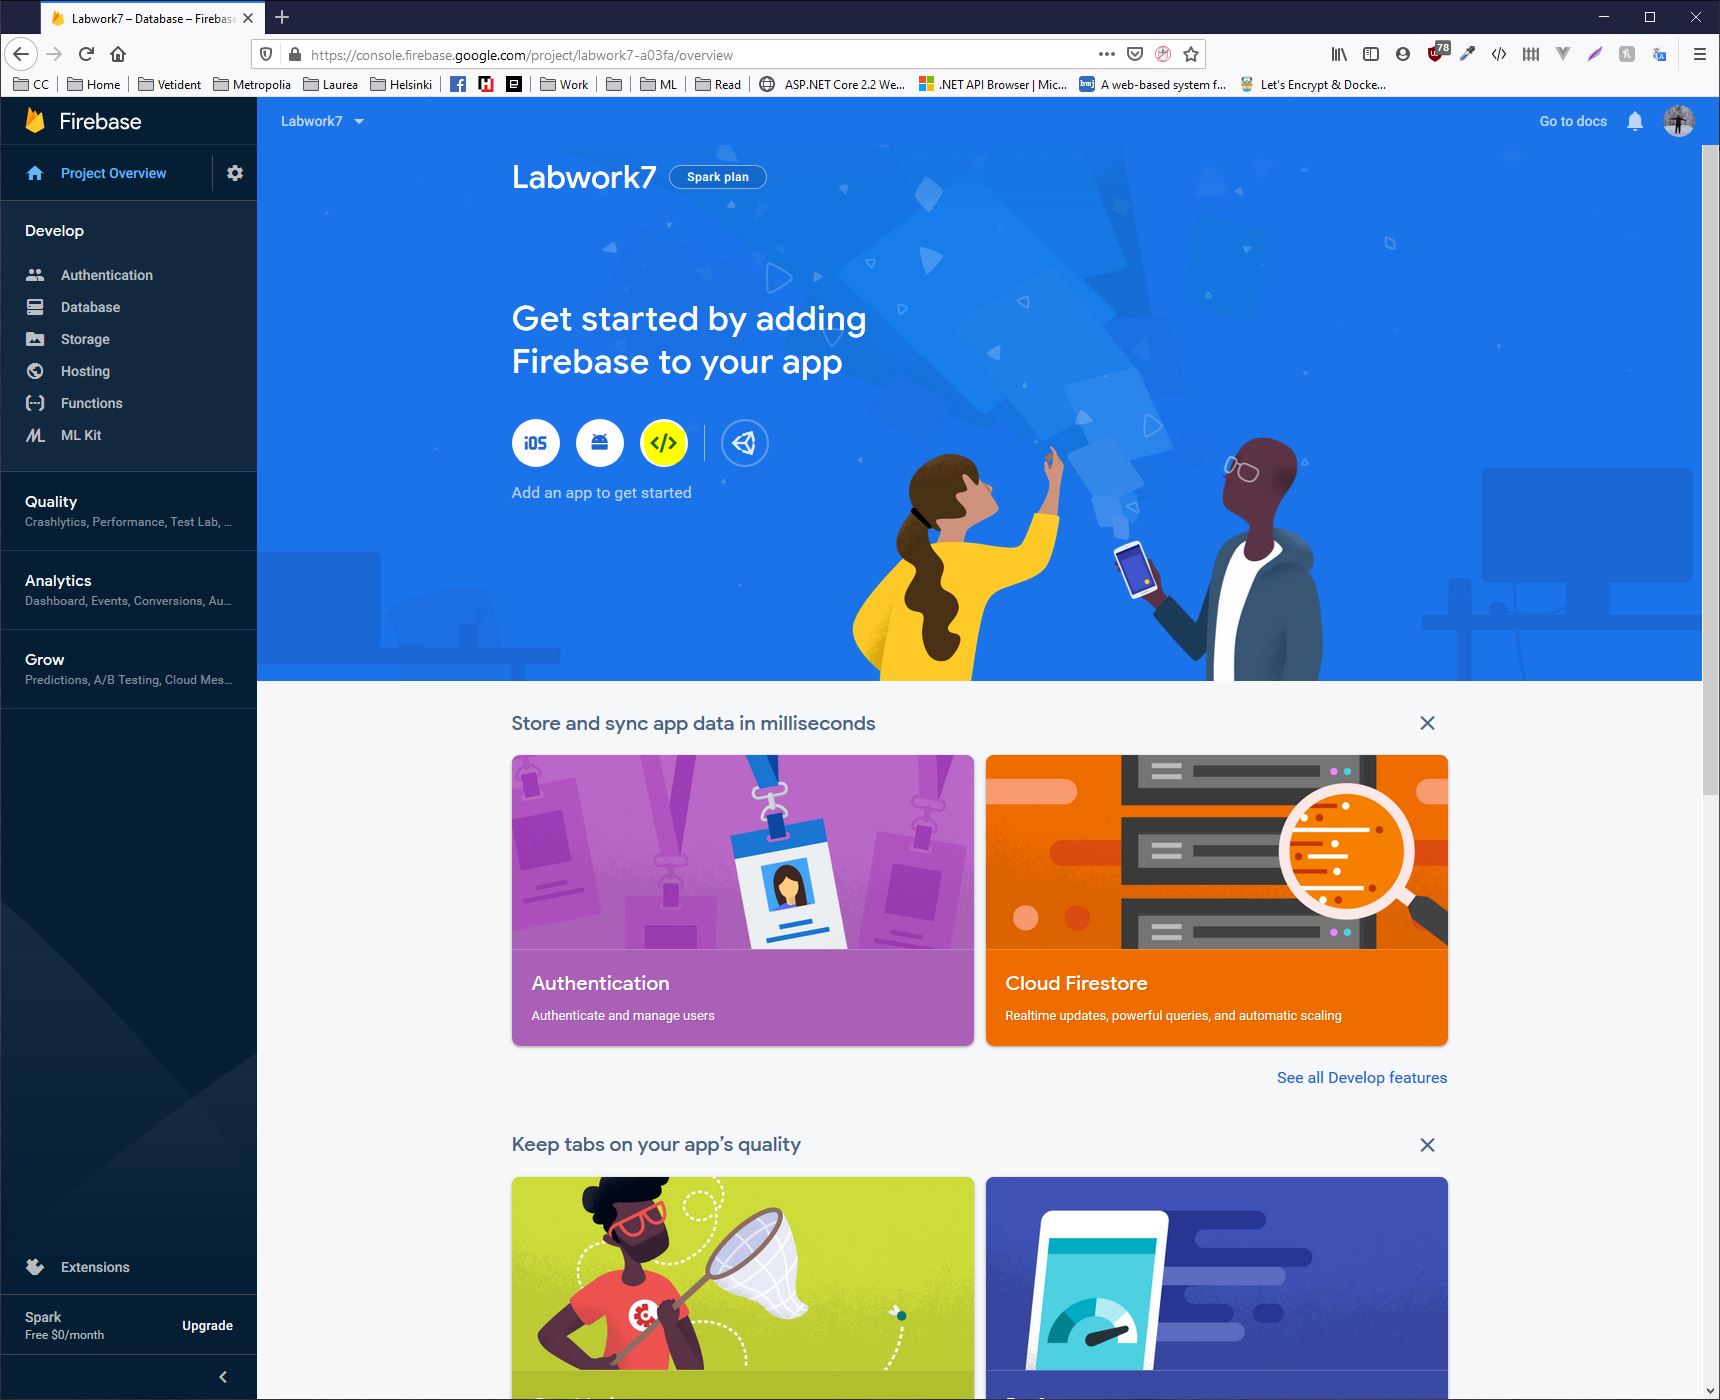 Labwork7 – Database – Firebase
https://console.firebase.google.com/project/labwork7-a03fa/overview
78
CC
Home
Vetident
Metropolia
Laurea
Helsinki
Work
ML
Read
ASP.NET Core 2.2 We...
.NET API Browser | Mic...
bmj
A web-based system f...
Let's Encrypt & Docke...
Firebase
Labwork7
Go to docs
Project Overview
Labwork7
Spark plan
Develop
Authentication
Database
Storage
Hosting
Functions
ML Kit
Get started by adding
Firebase to your app
iOS
</>
Add an app to get started
Quality
Crashlytics, Performance, Test Lab, ...
Analytics
Dashboard, Events, Conversions, Au...
Grow
Predictions, A/B Testing, Cloud Mes...
Store and sync app data in milliseconds
Authentication
Authenticate and manage users
Cloud Firestore
Realtime updates, powerful queries, and automatic scaling
See all Develop features
Keep tabs on your app’s quality
Extensions
Spark
Free $0/month
Upgrade